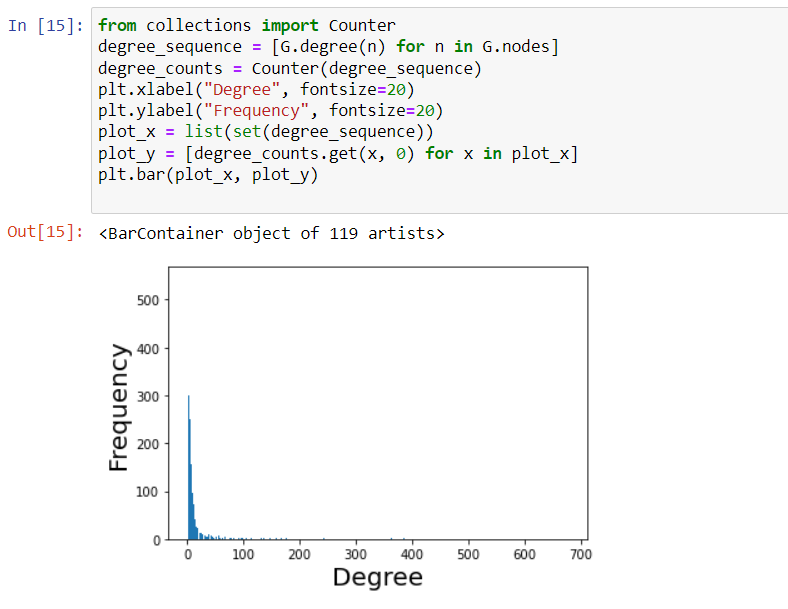 In [15]: from collections import Counter
degree_sequence = [G.degree(n) for n in G.nodes]
degree_counts = Counter(degree_sequence)
plt.xlabel("Degree", fontsize=20)
plt.ylabel("Frequency", fontsize=20)
plot_x = list(set(degree_sequence))
plot_y = [degree_counts.get(x, 0) for x in plot_x]
plt.bar(plot_x, plot_y)
Out[15]: <BarContainer object of 119 artists>
Frequency
500
400
300
200
100
0
0 100 200 300 400 500 600 700
Degree